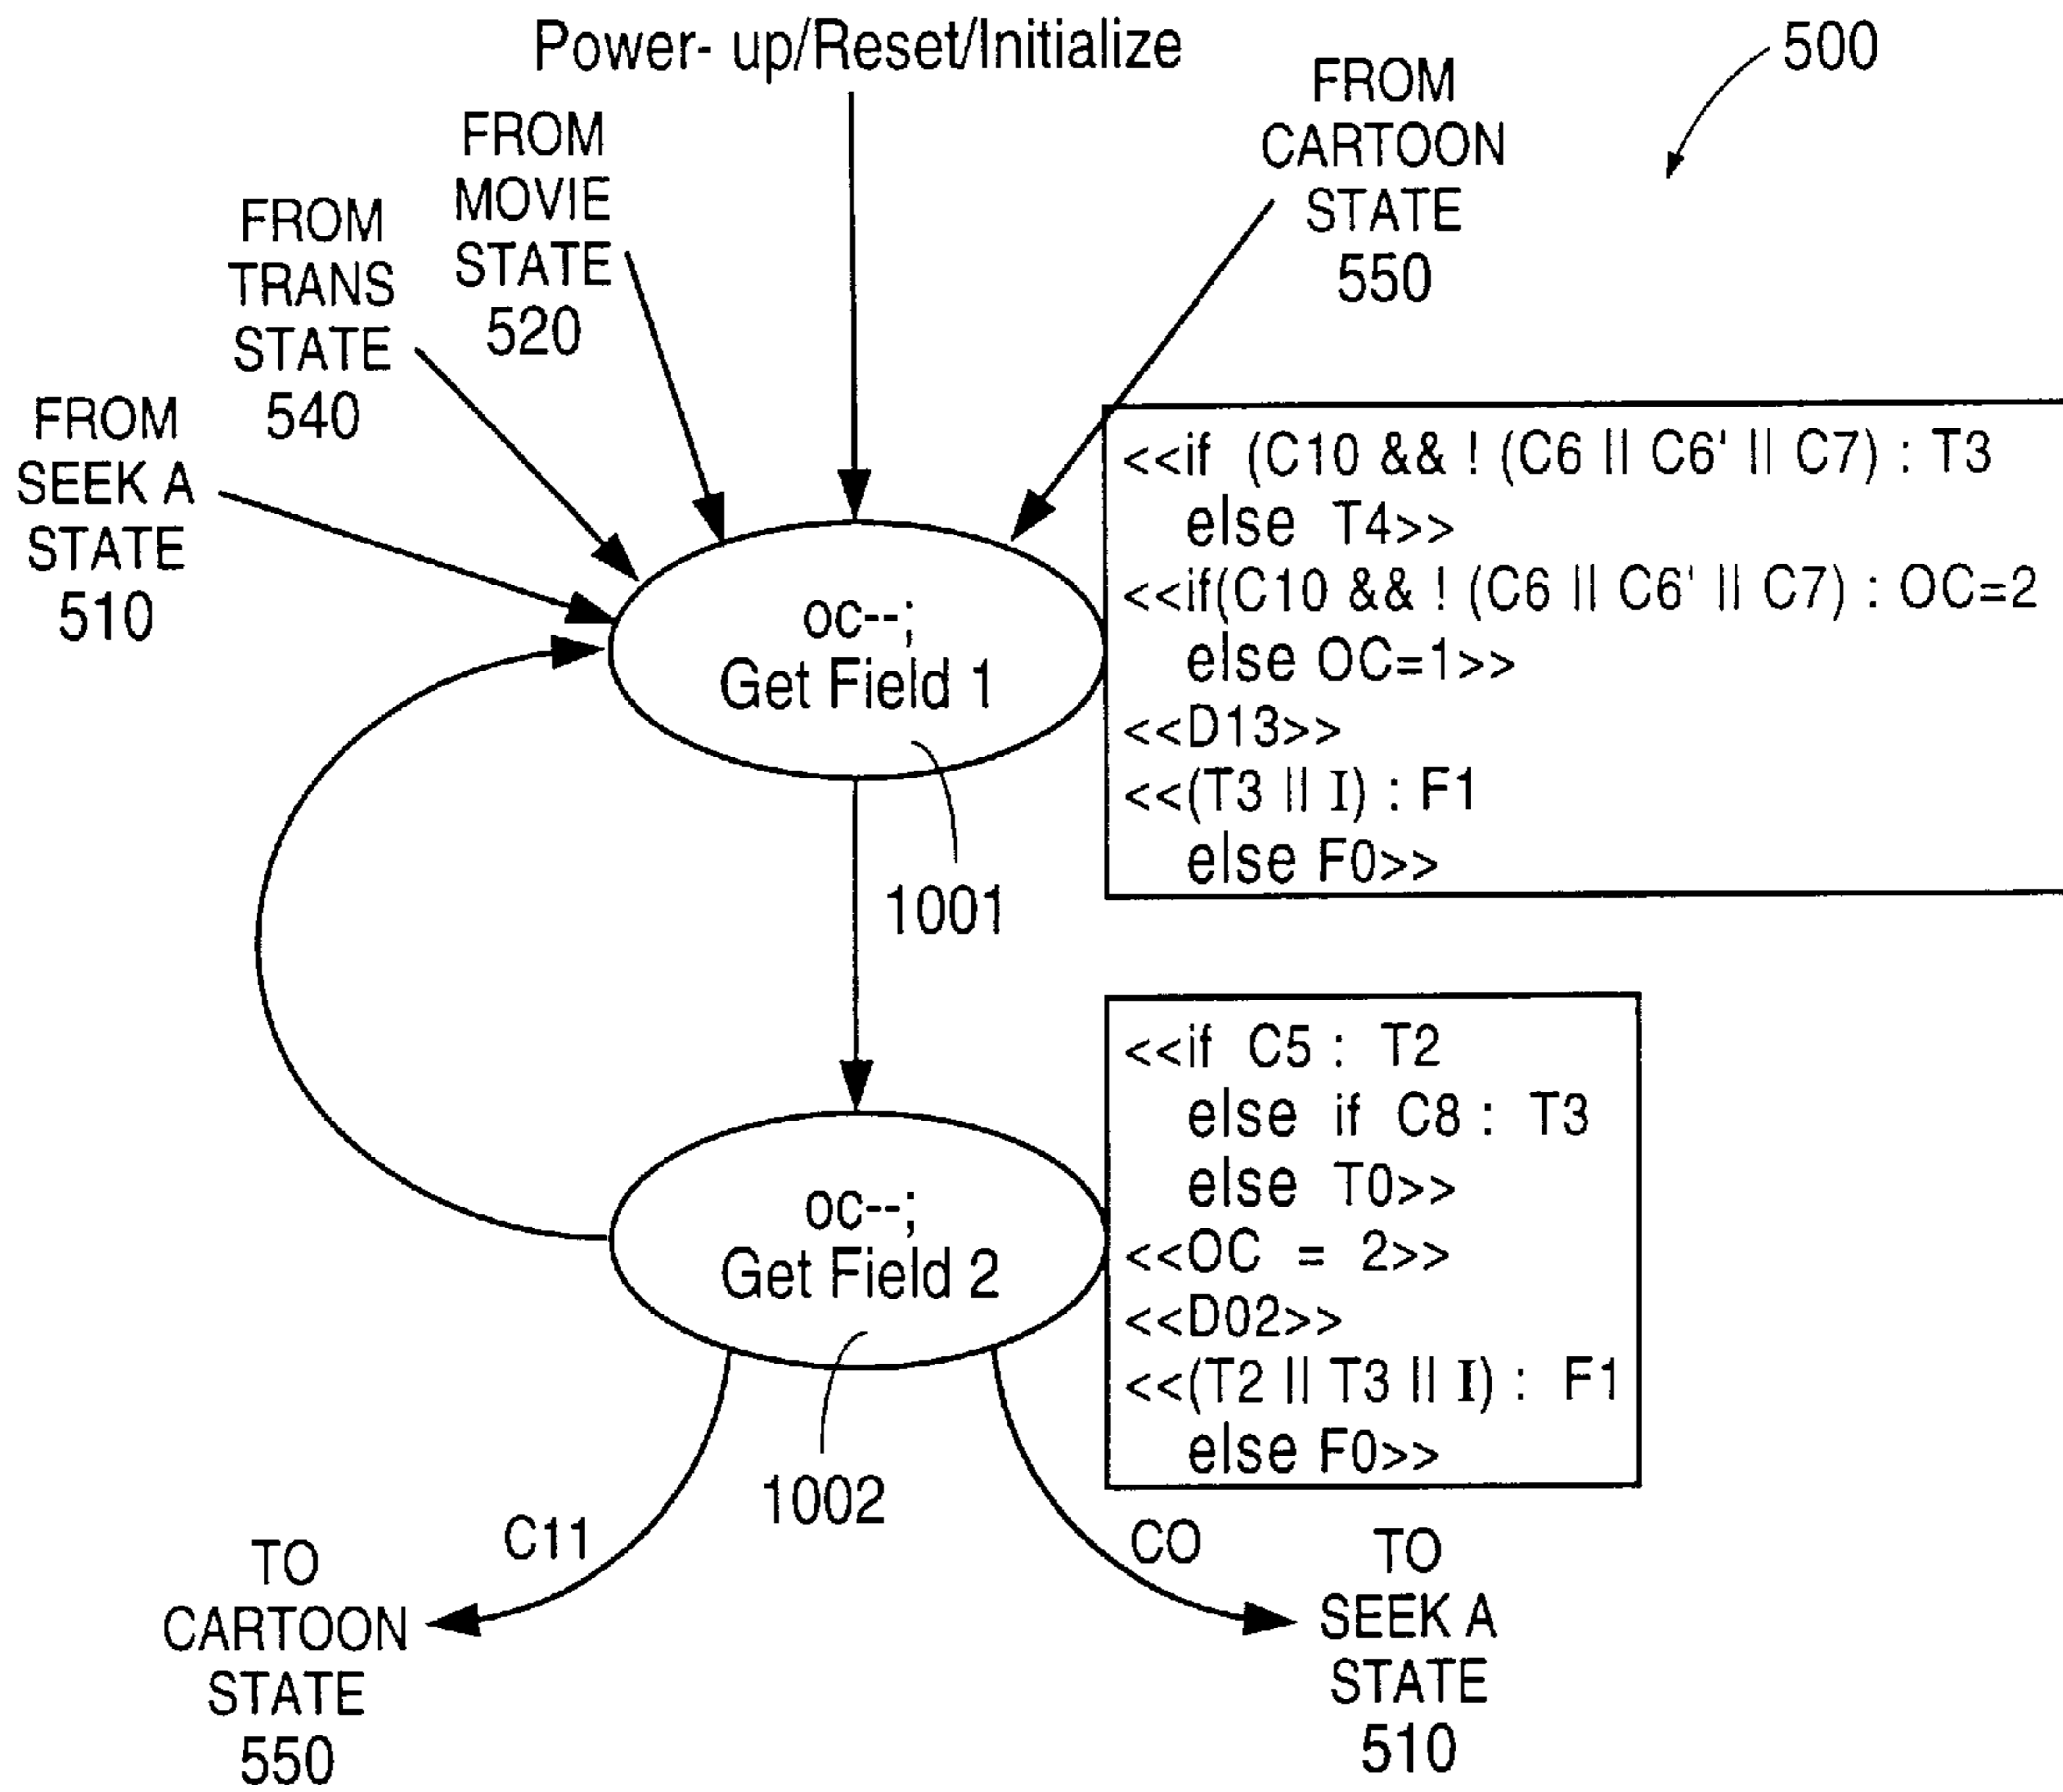 Power- up/Reset/Initialize
500
FROM
CARTOON
STATE
550
FROM
MOVIE
STATE
520
FROM
TRANS
STATE
540
FROM
SEEK A
STATE
510
oc--;
Get Field 1
1001
<<if (C10 && ! (C6 || C6' || C7) : T3
else T4>>
<<if(C10 && ! (C6 || C6' || C7) : OC=2
else OC=1>>
<<D13>>
<<(T3 || I) : F1
else F0>>
oc--;
Get Field 2
1002
<<if C5 : T2
else if C8 : T3
else T0>>
<<OC = 2>>
<<D02>>
<<(T2 || T3 || I) : F1
else F0>>
C11
TO
CARTOON
STATE
550
CO
TO
SEEK A
STATE
510